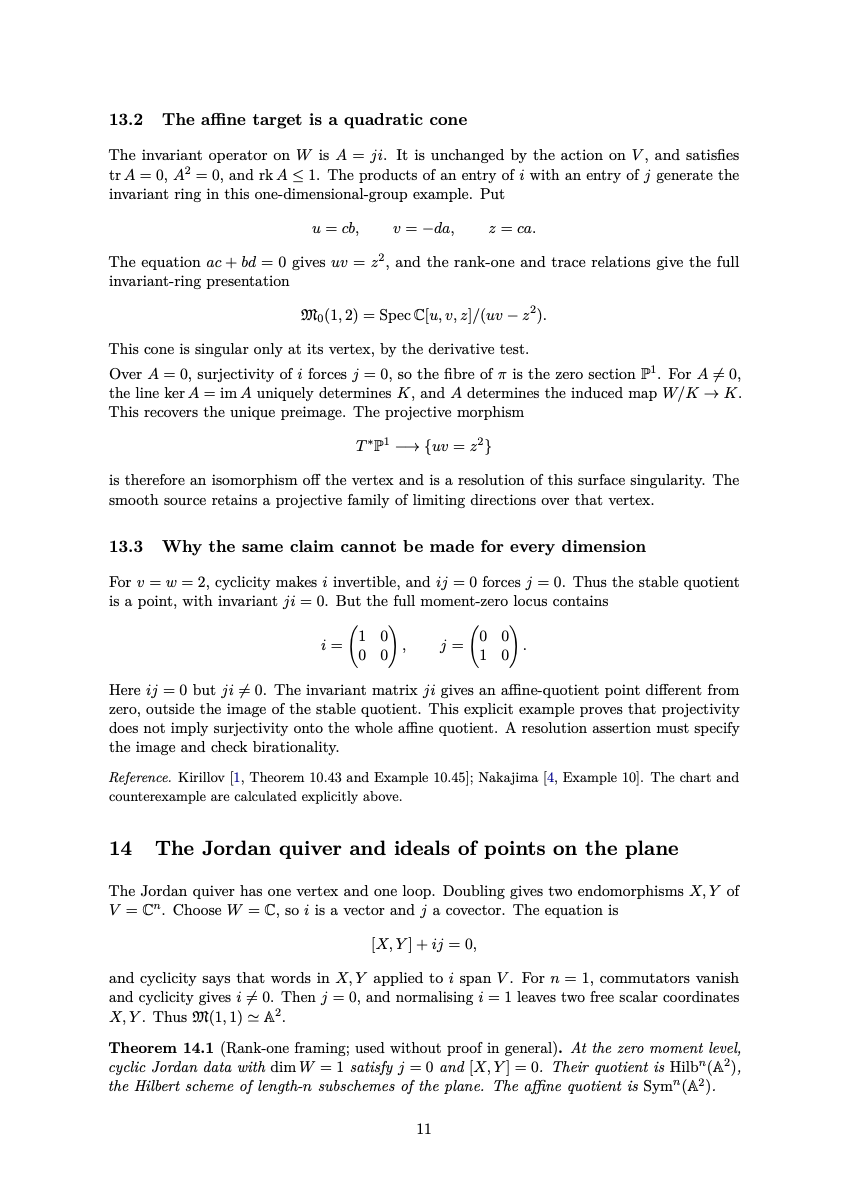 13.2 The affine target is a quadratic cone
The invariant operator on W is A = ji. It is unchanged by the action on V, and satisfies
tr A = 0, A² = 0, and rk A ≤ 1. The products of an entry of i with an entry of j generate the
invariant ring in this one-dimensional-group example. Put
u = cb, v = −da, z = ca.
The equation ac + bd = 0 gives uv = z², and the rank-one and trace relations give the full
invariant-ring presentation
𝔐₀(1, 2) = Spec ℂ[u, v, z]/(uv − z²).
This cone is singular only at its vertex, by the derivative test.
Over A = 0, surjectivity of i forces j = 0, so the fibre of π is the zero section ℙ¹. For A ≠ 0,
the line ker A = im A uniquely determines K, and A determines the induced map W/K → K.
This recovers the unique preimage. The projective morphism
T*ℙ¹ ⟶ {uv = z²}
is therefore an isomorphism off the vertex and is a resolution of this surface singularity. The
smooth source retains a projective family of limiting directions over that vertex.
13.3 Why the same claim cannot be made for every dimension
For v = w = 2, cyclicity makes i invertible, and ij = 0 forces j = 0. Thus the stable quotient
is a point, with invariant ji = 0. But the full moment-zero locus contains
i = (1 0; 0 0), j = (0 0; 1 0).
Here ij = 0 but ji ≠ 0. The invariant matrix ji gives an affine-quotient point different from
zero, outside the image of the stable quotient. This explicit example proves that projectivity
does not imply surjectivity onto the whole affine quotient. A resolution assertion must specify
the image and check birationality.
Reference. Kirillov [1, Theorem 10.43 and Example 10.45]; Nakajima [4, Example 10]. The chart and
counterexample are calculated explicitly above.
14 The Jordan quiver and ideals of points on the plane
The Jordan quiver has one vertex and one loop. Doubling gives two endomorphisms X, Y of
V = ℂⁿ. Choose W = ℂ, so i is a vector and j a covector. The equation is
[X, Y] + ij = 0,
and cyclicity says that words in X, Y applied to i span V. For n = 1, commutators vanish
and cyclicity gives i ≠ 0. Then j = 0, and normalising i = 1 leaves two free scalar coordinates
X, Y. Thus 𝔐(1, 1) ≃ 𝔸².
Theorem 14.1 (Rank-one framing; used without proof in general). At the zero moment level,
cyclic Jordan data with dim W = 1 satisfy j = 0 and [X, Y] = 0. Their quotient is Hilbⁿ(𝔸²),
the Hilbert scheme of length-n subschemes of the plane. The affine quotient is Symⁿ(𝔸²).
11